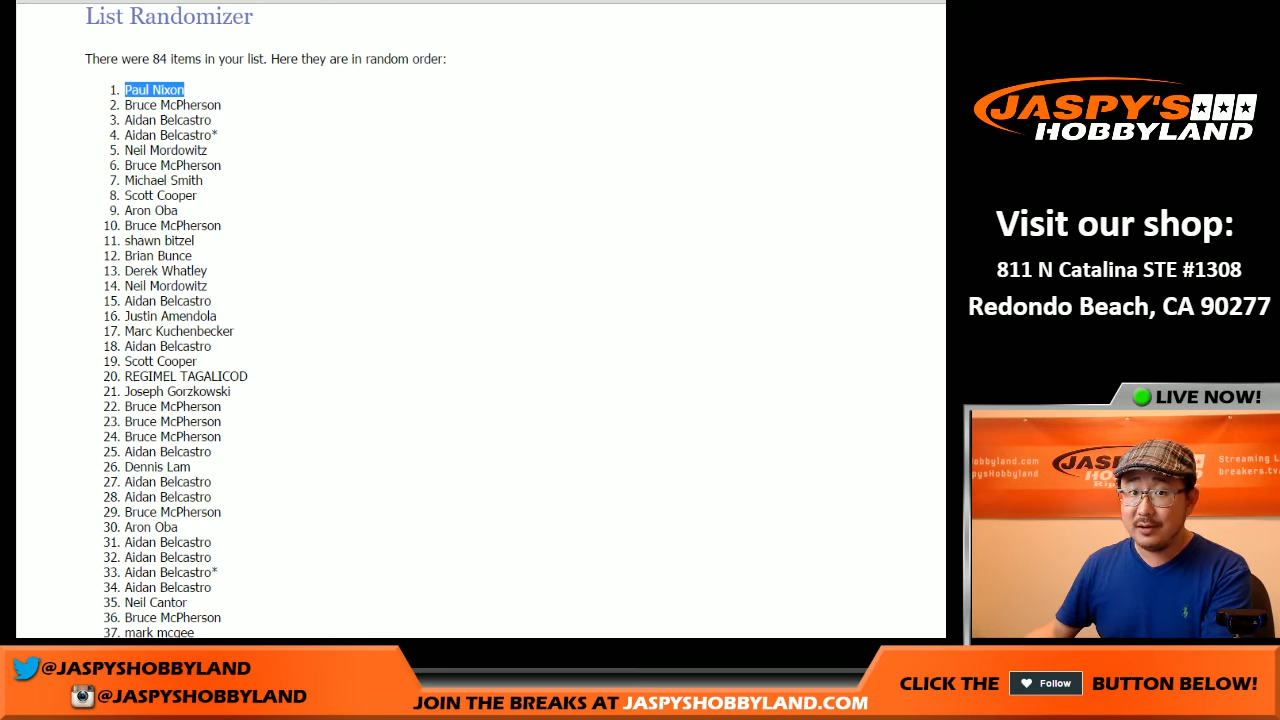 List Randomizer
There were 84 items in your list. Here they are in random order:
1. Paul Nixon
2. Bruce McPherson
3. Aidan Belcastro
4. Aidan Belcastro*
5. Neil Mordowitz
6. Bruce McPherson
7. Michael Smith
8. Scott Cooper
9. Aron Oba
10. Bruce McPherson
11. shawn bitzel
12. Brian Bunce
13. Derek Whatley
14. Neil Mordowitz
15. Aidan Belcastro
16. Justin Amendola
17. Marc Kuchenbecker
18. Aidan Belcastro
19. Scott Cooper
20. REGIMEL TAGALICOD
21. Joseph Gorzkowski
22. Bruce McPherson
23. Bruce McPherson
24. Bruce McPherson
25. Aidan Belcastro
26. Dennis Lam
27. Aidan Belcastro
28. Aidan Belcastro
29. Bruce McPherson
30. Aron Oba
31. Aidan Belcastro
32. Aidan Belcastro
33. Aidan Belcastro*
34. Aidan Belcastro
35. Neil Cantor
36. Bruce McPherson
37. mark mcgee
JASPY'S
HOBBYLAND
Visit our shop:
811 N Catalina STE #1308
Redondo Beach, CA 90277
LIVE NOW!
@JASPYSHOBBYLAND
@JASPYSHOBBYLAND
JOIN THE BREAKS AT JASPYSHOBBYLAND.COM
CLICK THE Follow BUTTON BELOW!